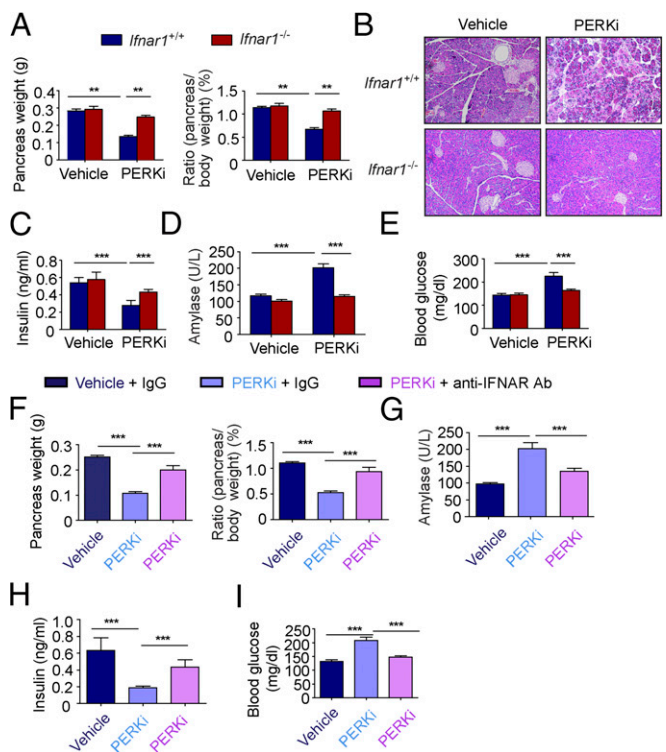 A
Ifnar1+/+
Ifnar1-/-
Pancreas weight (g)
0.4
0.3
0.2
0.1
0.0
**
**
Vehicle
PERKi
Ratio (pancreas/
body weight) (%)
1.5
1.0
0.5
0.0
**
**
Vehicle
PERKi
B
Vehicle
PERKi
Ifnar1+/+
Ifnar1-/-
C
Insulin (ng/ml)
0.8
0.6
0.4
0.2
0
***
***
Vehicle
PERKi
D
Amylase (U/L)
250
200
150
100
50
0
***
***
Vehicle
PERKi
E
Blood glucose
(mg/dl)
300
200
100
0
***
***
Vehicle
PERKi
Vehicle + IgG
PERKi + IgG
PERKi + anti-IFNAR Ab
F
Pancreas weight (g)
0.3
0.2
0.1
0
***
***
Vehicle
PERKi
PERKi
Ratio (pancreas/
body weight) (%)
1.5
1.0
0.5
0
***
***
Vehicle
PERKi
PERKi
G
Amylase (U/L)
250
200
150
100
50
0
***
***
Vehicle
PERKi
PERKi
H
Insulin (ng/ml)
1.0
0.8
0.6
0.4
0.2
0
***
***
Vehicle
PERKi
PERKi
I
Blood glucose
(mg/dl)
250
200
150
100
50
0
***
***
Vehicle
PERKi
PERKi